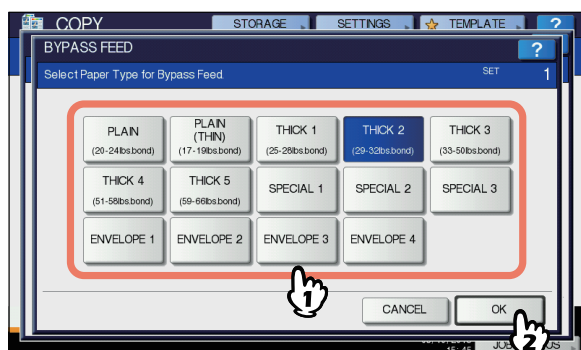 COPY STORAGE SETTINGS TEMPLATE ?
BYPASS FEED ?
Select Paper Type for Bypass Feed. SET 1
PLAIN
(20-24lbs.bond)
PLAIN
(THIN)
(17-19lbs.bond)
THICK 1
(25-28lbs.bond)
THICK 2
(29-32lbs.bond)
THICK 3
(33-50lbs.bond)
THICK 4
(51-58lbs.bond)
THICK 5
(59-66lbs.bond)
SPECIAL 1
SPECIAL 2
SPECIAL 3
ENVELOPE 1
ENVELOPE 2
ENVELOPE 3
ENVELOPE 4
1
CANCEL
OK
2